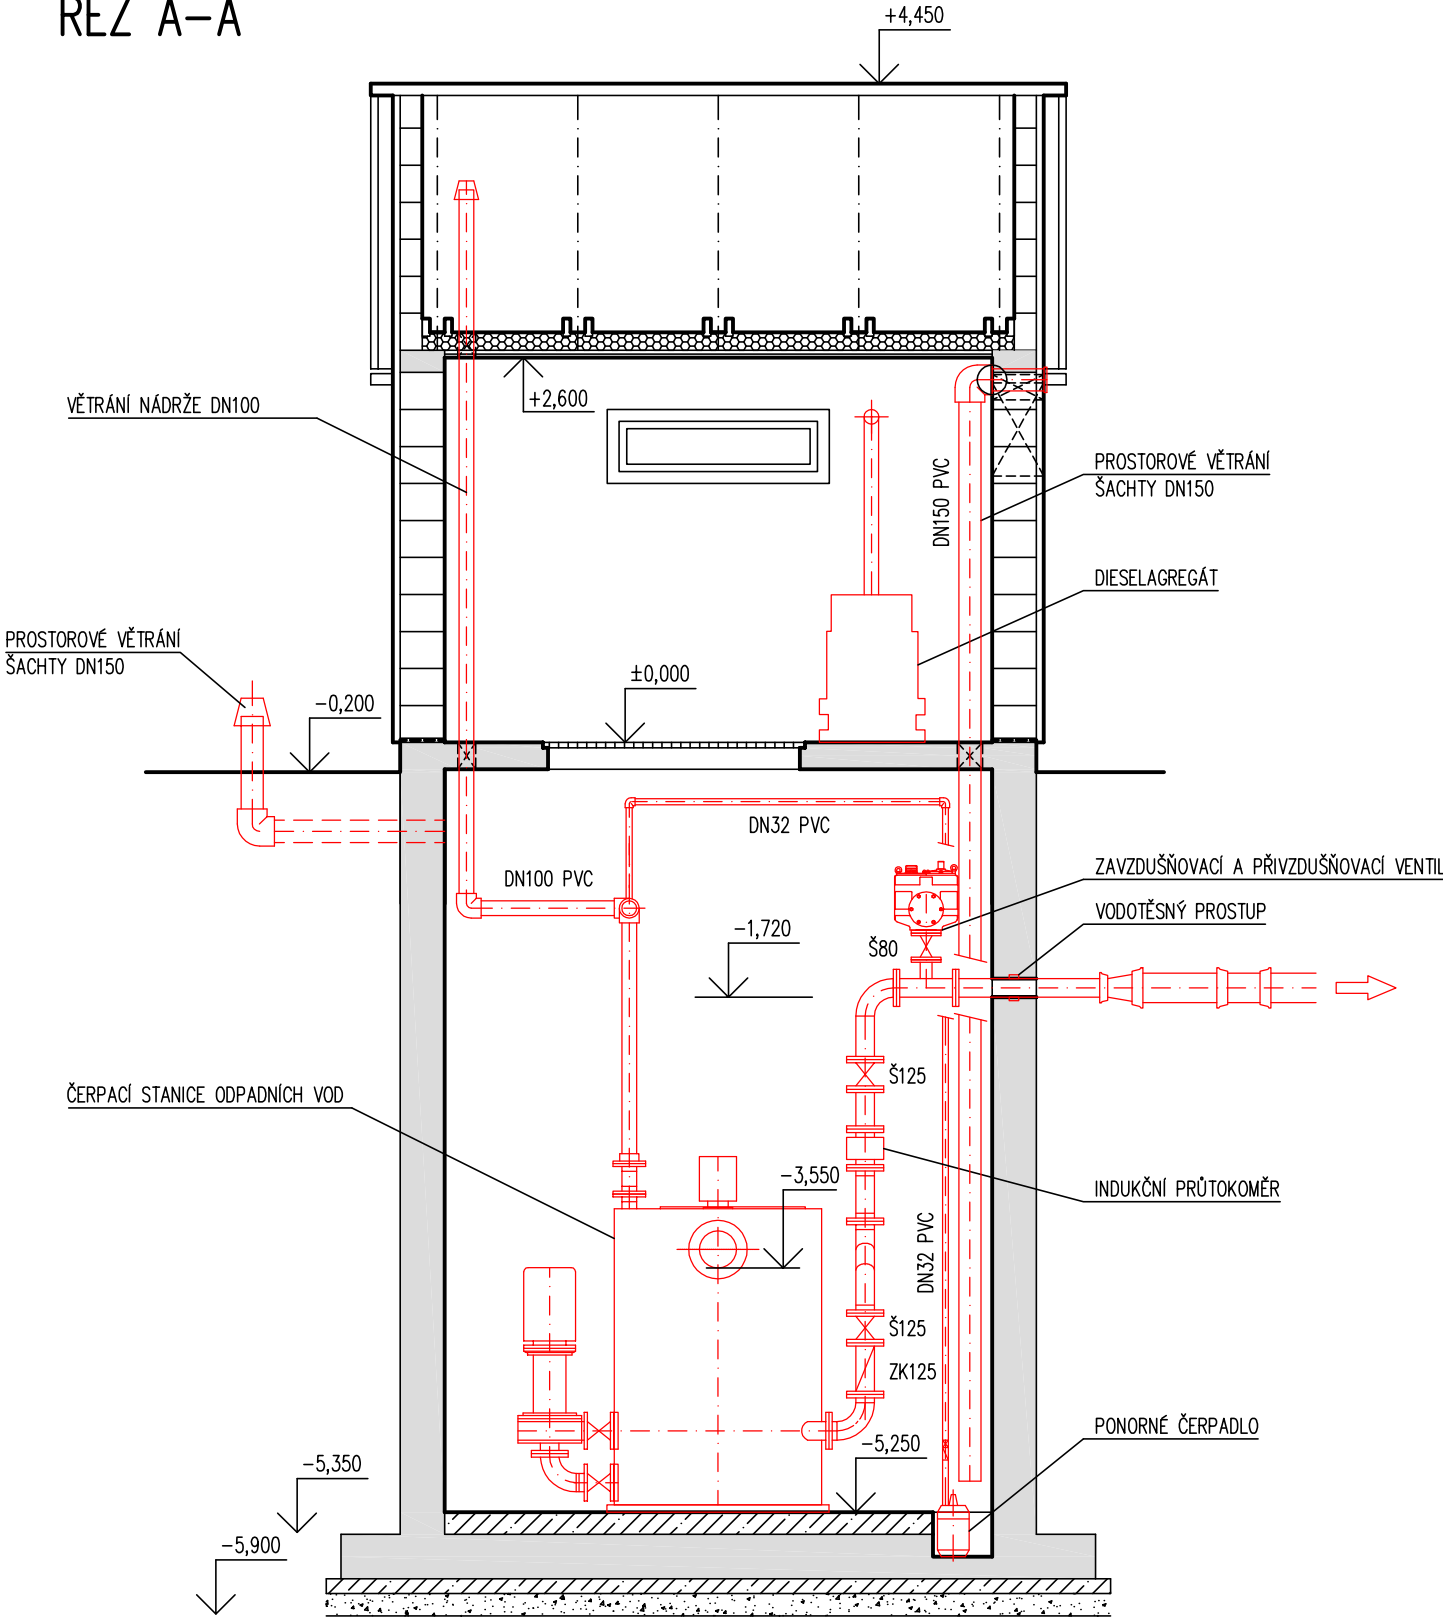 ŘEZ A-A
+4,450
+2,600
VĚTRÁNÍ NÁDRŽE DN100
DN150 PVC
PROSTOROVÉ VĚTRÁNÍ
ŠACHTY DN150
DIESELAGREGÁT
PROSTOROVÉ VĚTRÁNÍ
ŠACHTY DN150
±0,000
-0,200
DN32 PVC
DN100 PVC
ZAVZDUŠŇOVACÍ A PŘIVZDUŠŇOVACÍ VENTIL
VODOTĚSNÝ PROSTUP
-1,720
Š80
Š125
ČERPACÍ STANICE ODPADNÍCH VOD
-3,550
INDUKČNÍ PRŮTOKOMĚR
DN32 PVC
Š125
ZK125
PONORNÉ ČERPADLO
-5,250
-5,350
-5,900